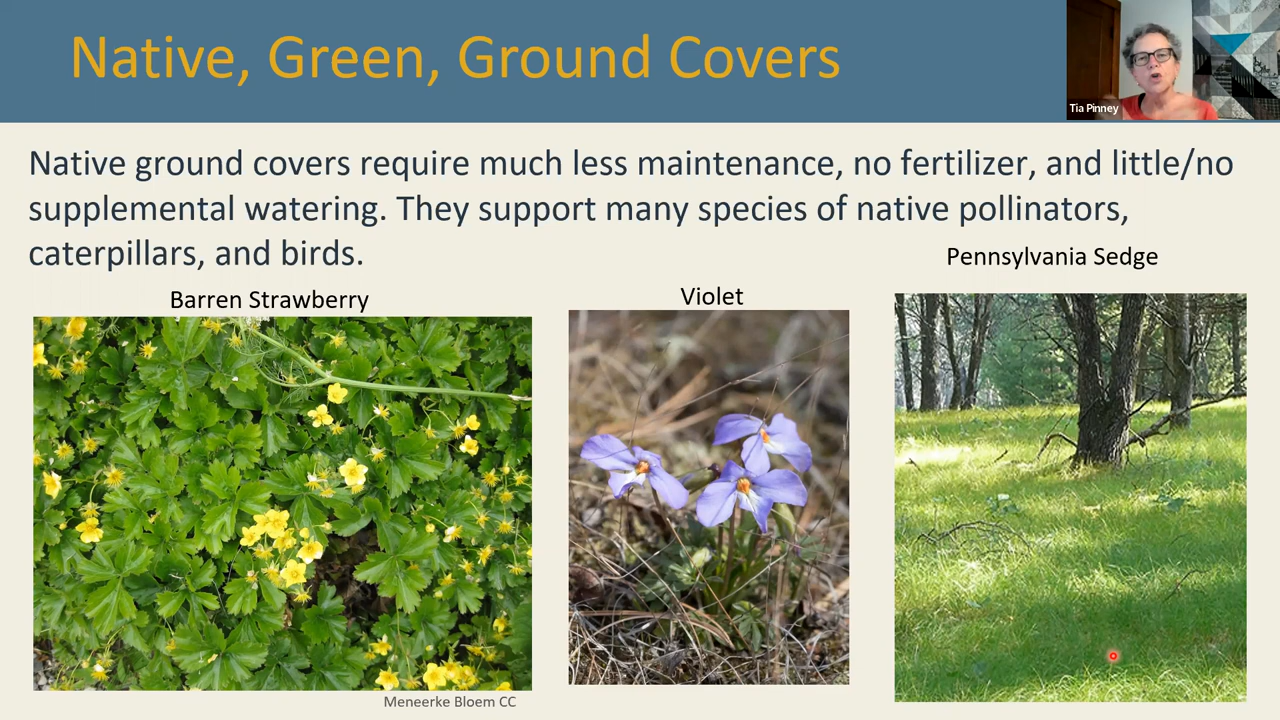 Native, Green, Ground Covers
Tia Pinney
Native ground covers require much less maintenance, no fertilizer, and little/no
supplemental watering. They support many species of native pollinators,
caterpillars, and birds.
Pennsylvania Sedge
Barren Strawberry
Violet
Meneerke Bloem CC